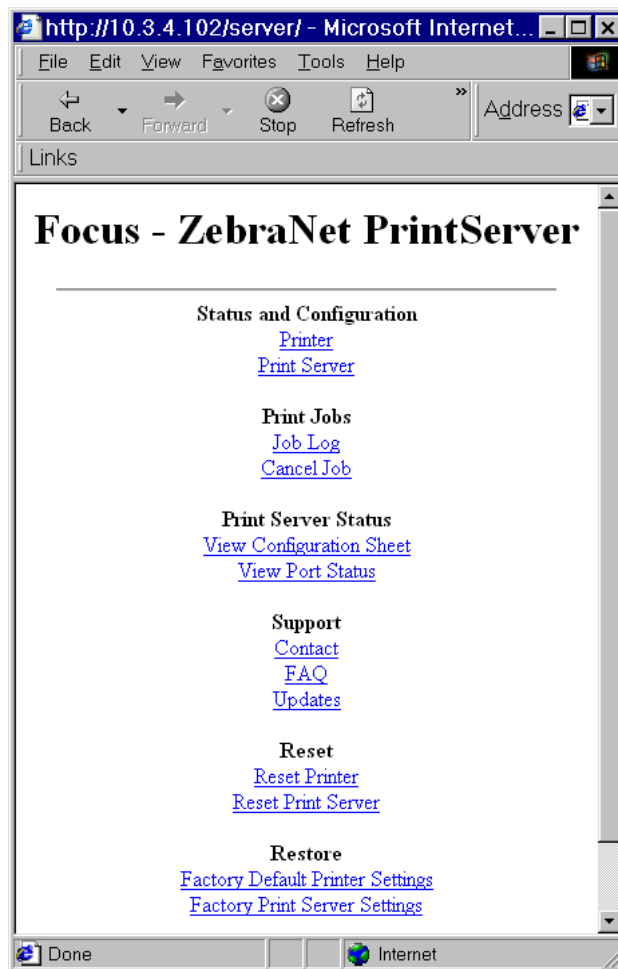 http://10.3.4.102/server/ - Microsoft Internet...
File Edit View Favorites Tools Help
Back Forward Stop Refresh » Address
Links
Focus - ZebraNet PrintServer
Status and Configuration
Printer
Print Server
Print Jobs
Job Log
Cancel Job
Print Server Status
View Configuration Sheet
View Port Status
Support
Contact
FAQ
Updates
Reset
Reset Printer
Reset Print Server
Restore
Factory Default Printer Settings
Factory Print Server Settings
Done Internet